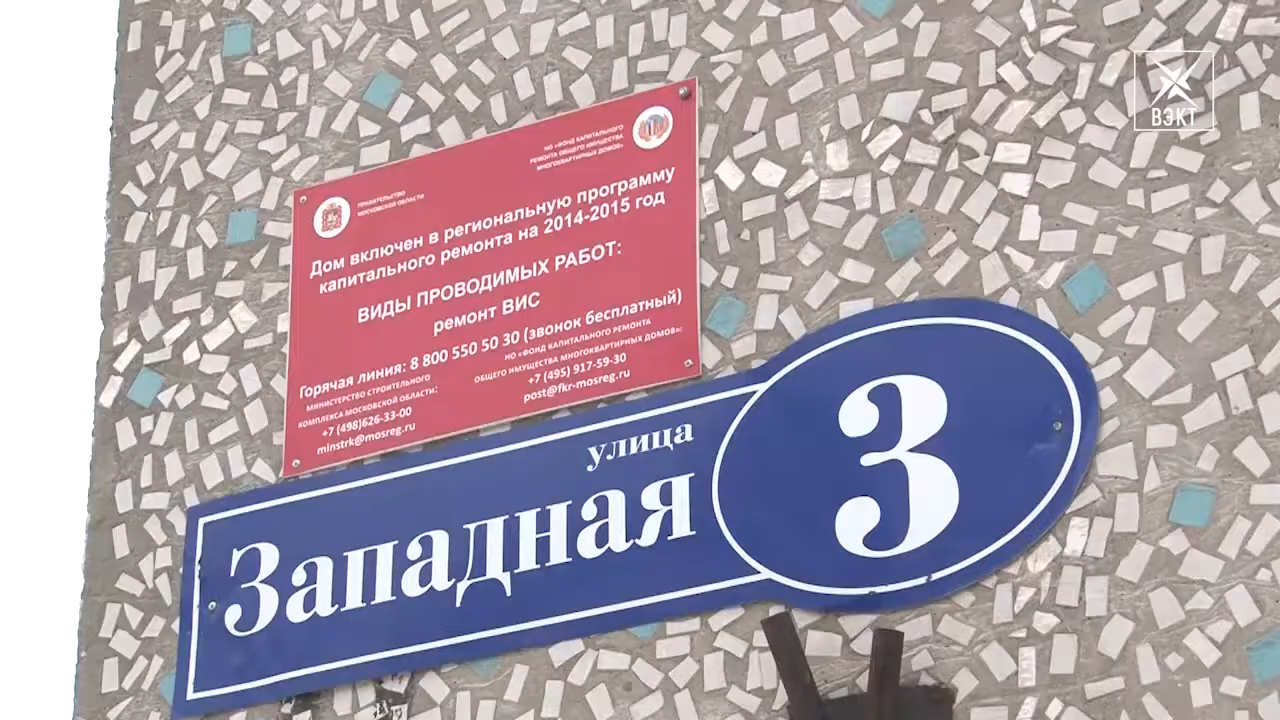 ВЭКТ
ПРАВИТЕЛЬСТВО
МОСКОВСКОЙ ОБЛАСТИ
НО «ФОНД КАПИТАЛЬНОГО
РЕМОНТА ОБЩЕГО ИМУЩЕСТВА
МНОГОКВАРТИРНЫХ ДОМОВ»
Дом включен в региональную программу
капитального ремонта на 2014-2015 год
ВИДЫ ПРОВОДИМЫХ РАБОТ:
ремонт ВИС
Горячая линия: 8 800 550 50 30 (звонок бесплатный)
МИНИСТЕРСТВО СТРОИТЕЛЬНОГО
КОМПЛЕКСА МОСКОВСКОЙ ОБЛАСТИ:
+7 (498)626-33-00
minstrk@mosreg.ru
НО «ФОНД КАПИТАЛЬНОГО РЕМОНТА
ОБЩЕГО ИМУЩЕСТВА МНОГОКВАРТИРНЫХ ДОМОВ»:
+7 (495) 917-59-30
post@fkr-mosreg.ru
улица
Западная
3